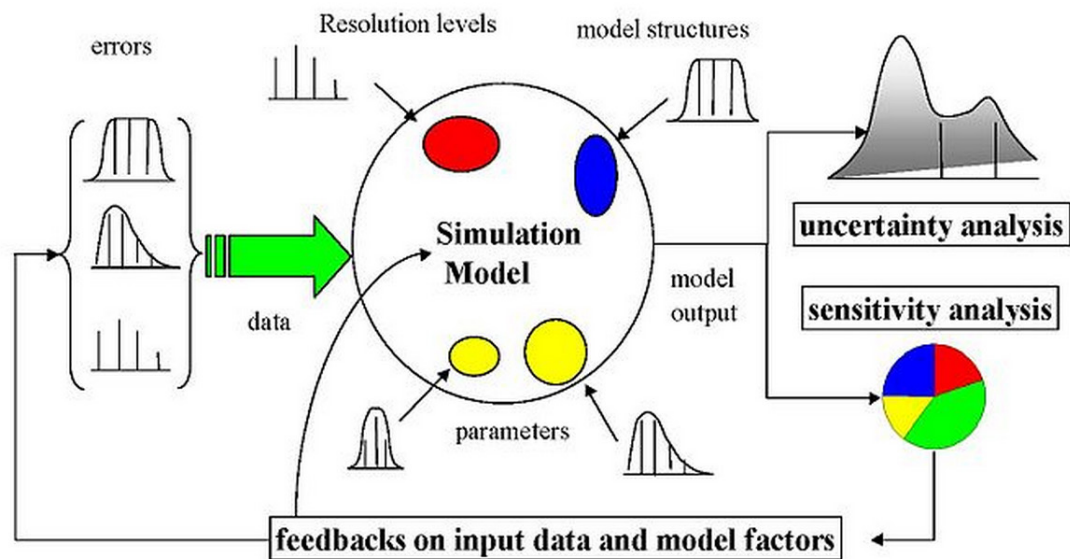 errors
Resolution levels
model structures
Simulation
Model
data
parameters
model
output
uncertainty analysis
sensitivity analysis
feedbacks on input data and model factors